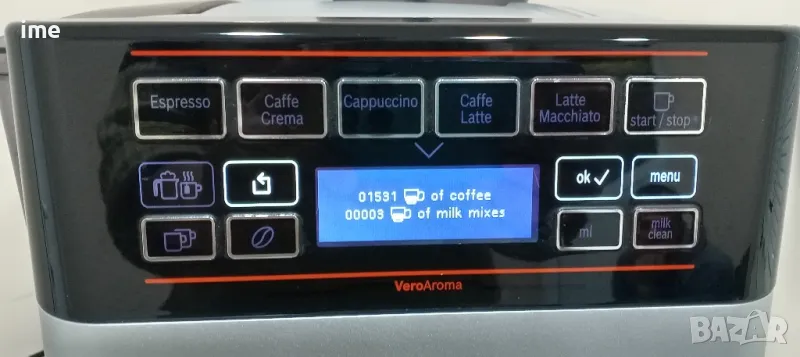 ime
Espresso
Caffe
Crema
Cappuccino
Caffe
Latte
Latte
Macchiato
start / stop
ok ✓
menu
01531 of coffee
00003 of milk mixes
ml
milk
clean
VeroAroma
BAZAR